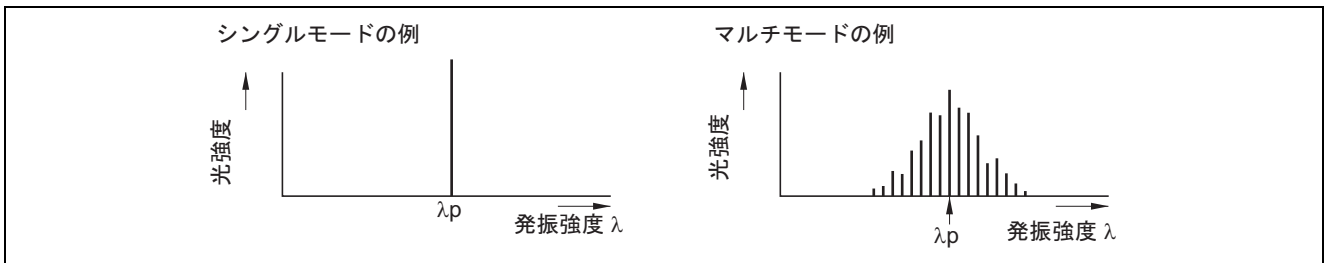 シングルモードの例
光強度
λp
発振強度 λ
マルチモードの例
光強度
λp
発振強度 λ